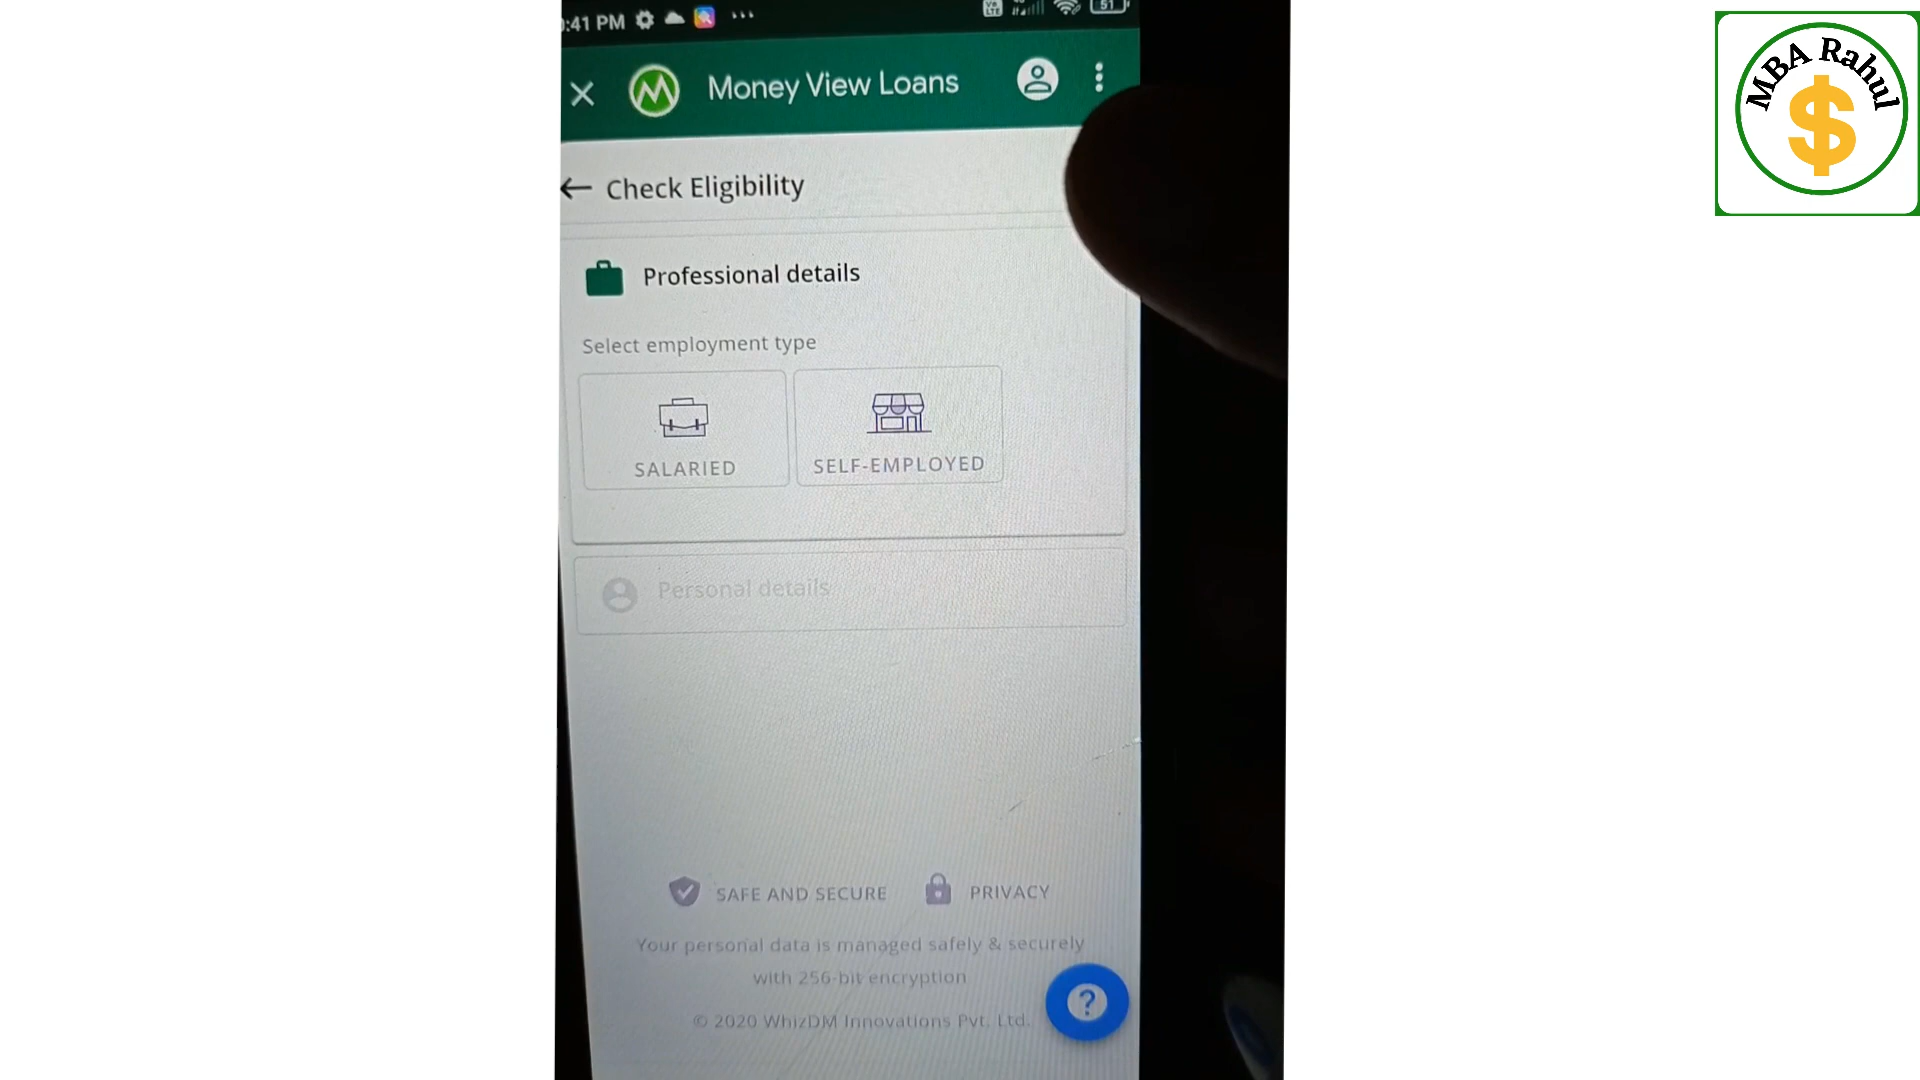 :41 PM
51
Money View Loans
Check Eligibility
Professional details
Select employment type
SALARIED
SELF-EMPLOYED
Personal details
SAFE AND SECURE
PRIVACY
Your personal data is managed safely & securely
with 256-bit encryption
© 2020 WhizDM Innovations Pvt. Ltd.
?
MBA Rahul
$